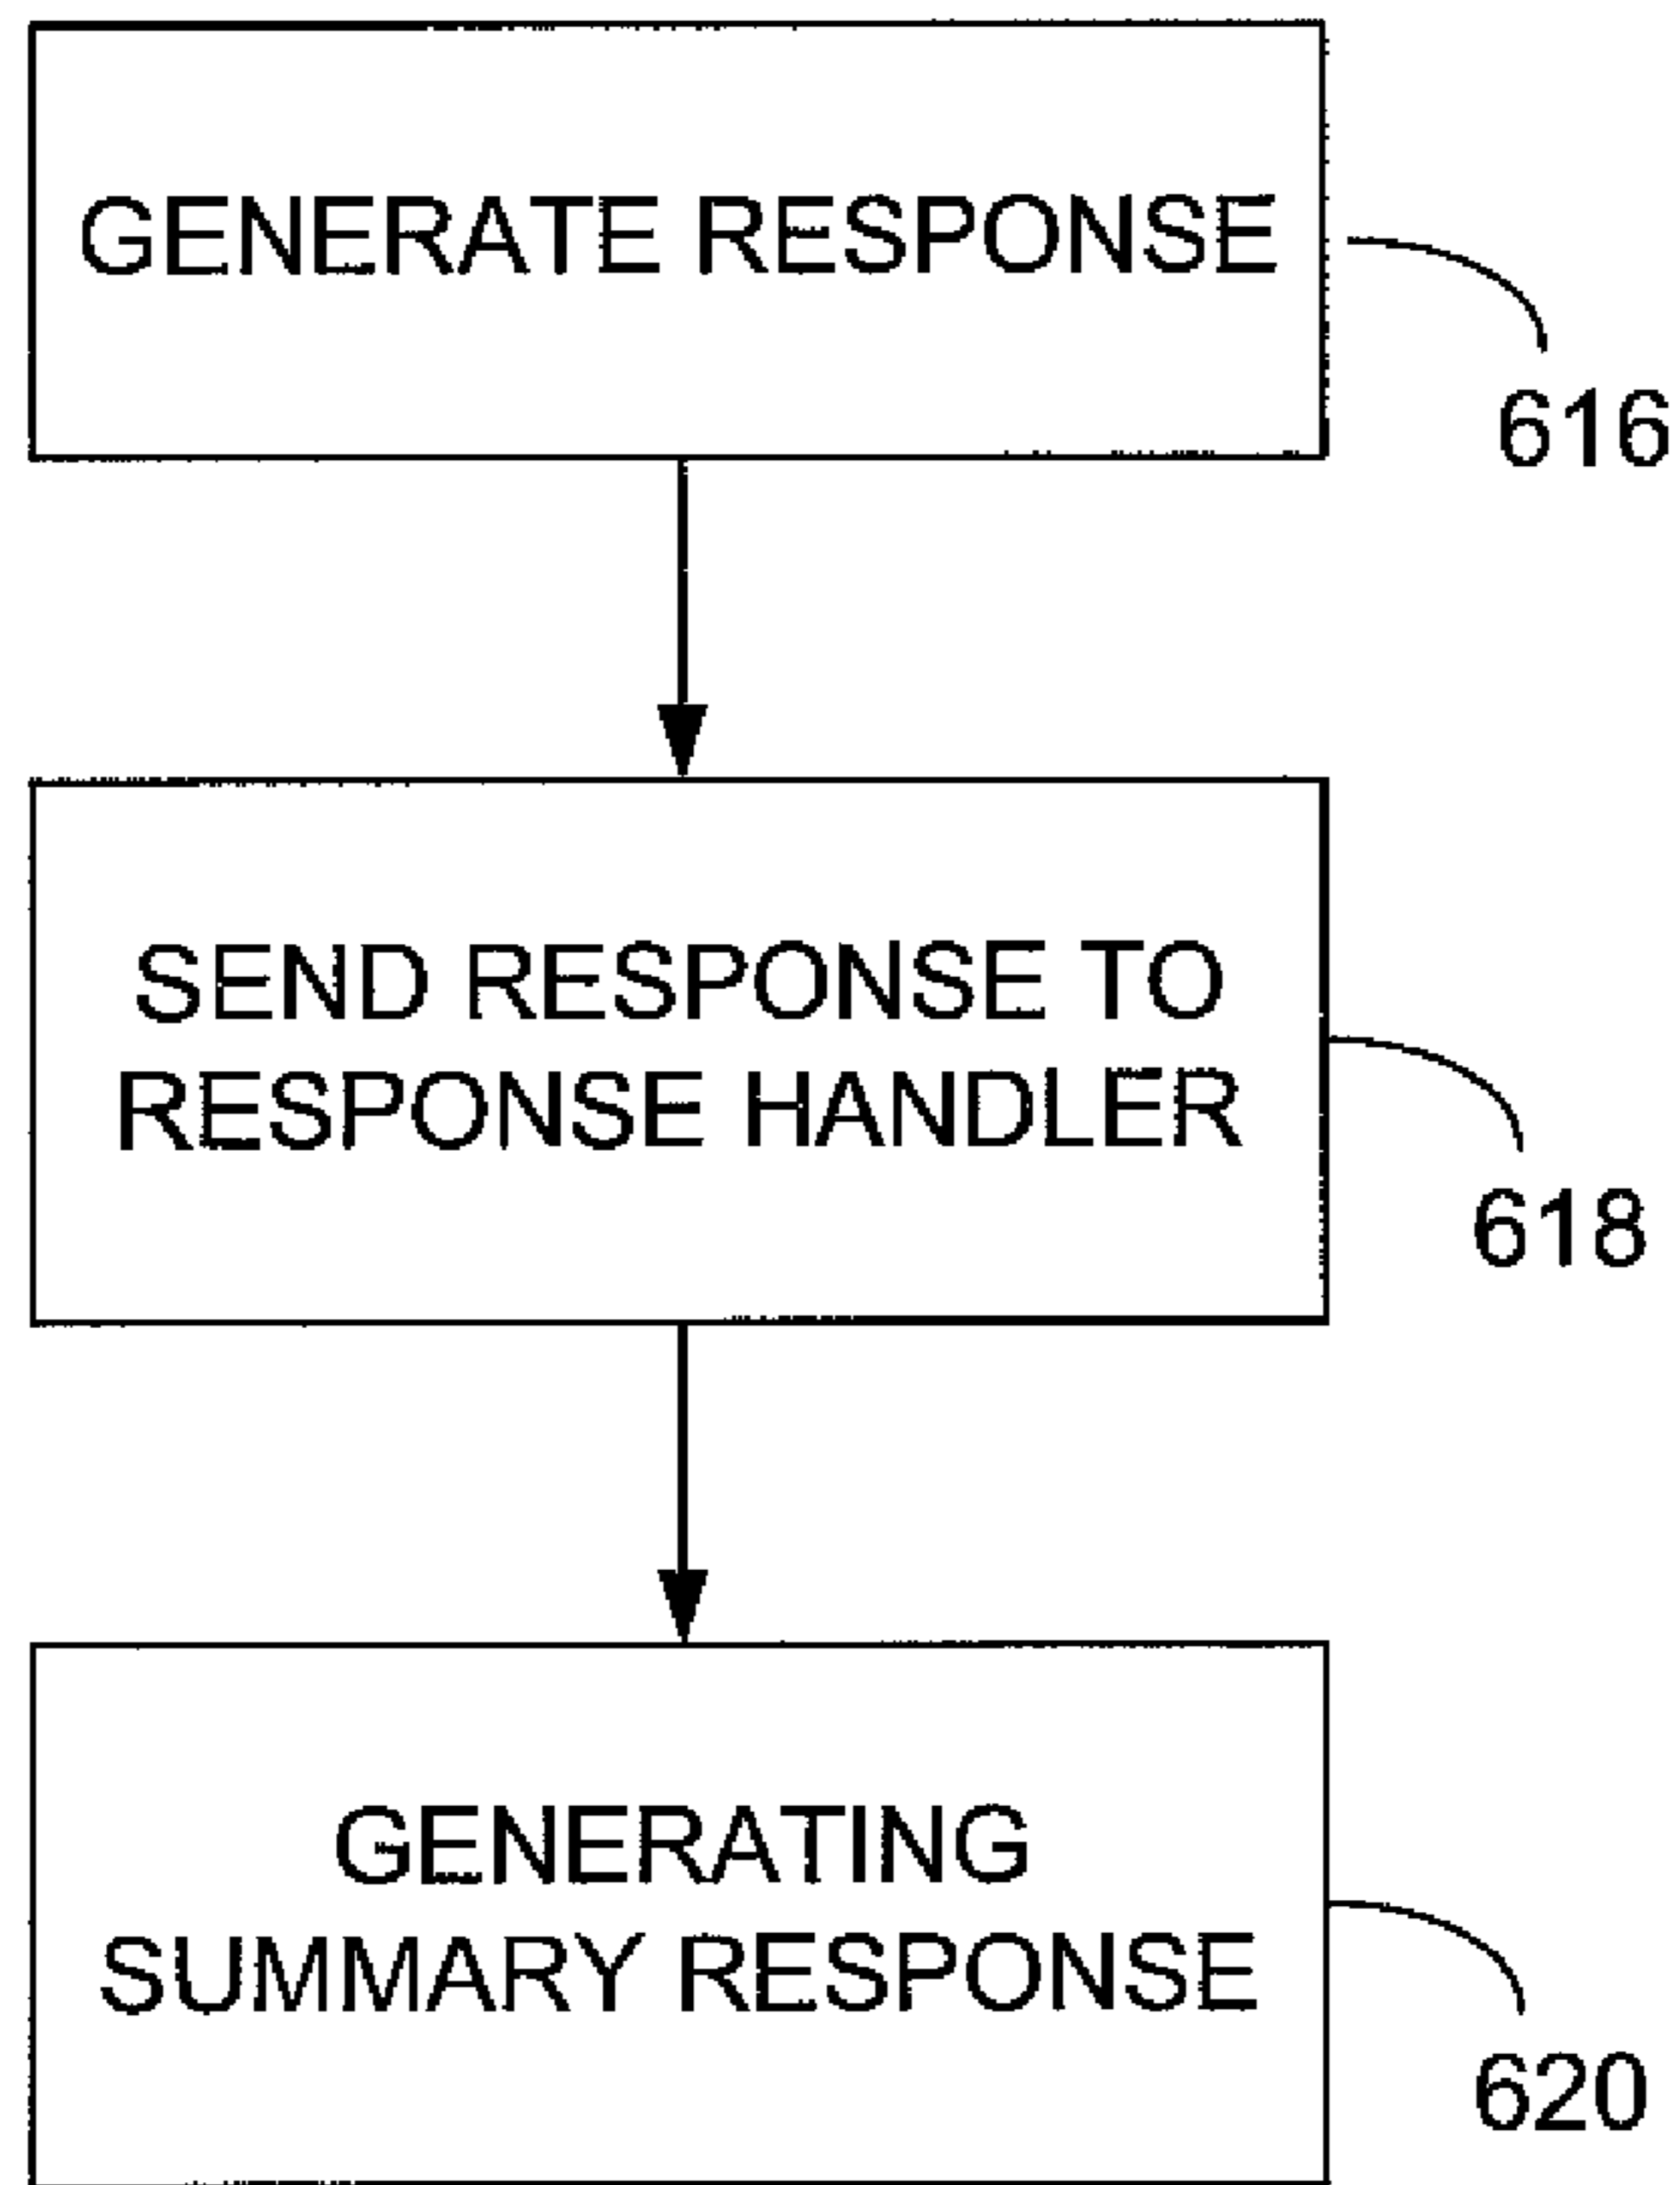 GENERATE RESPONSE
616
SEND RESPONSE TO
RESPONSE HANDLER
618
GENERATING
SUMMARY RESPONSE
620